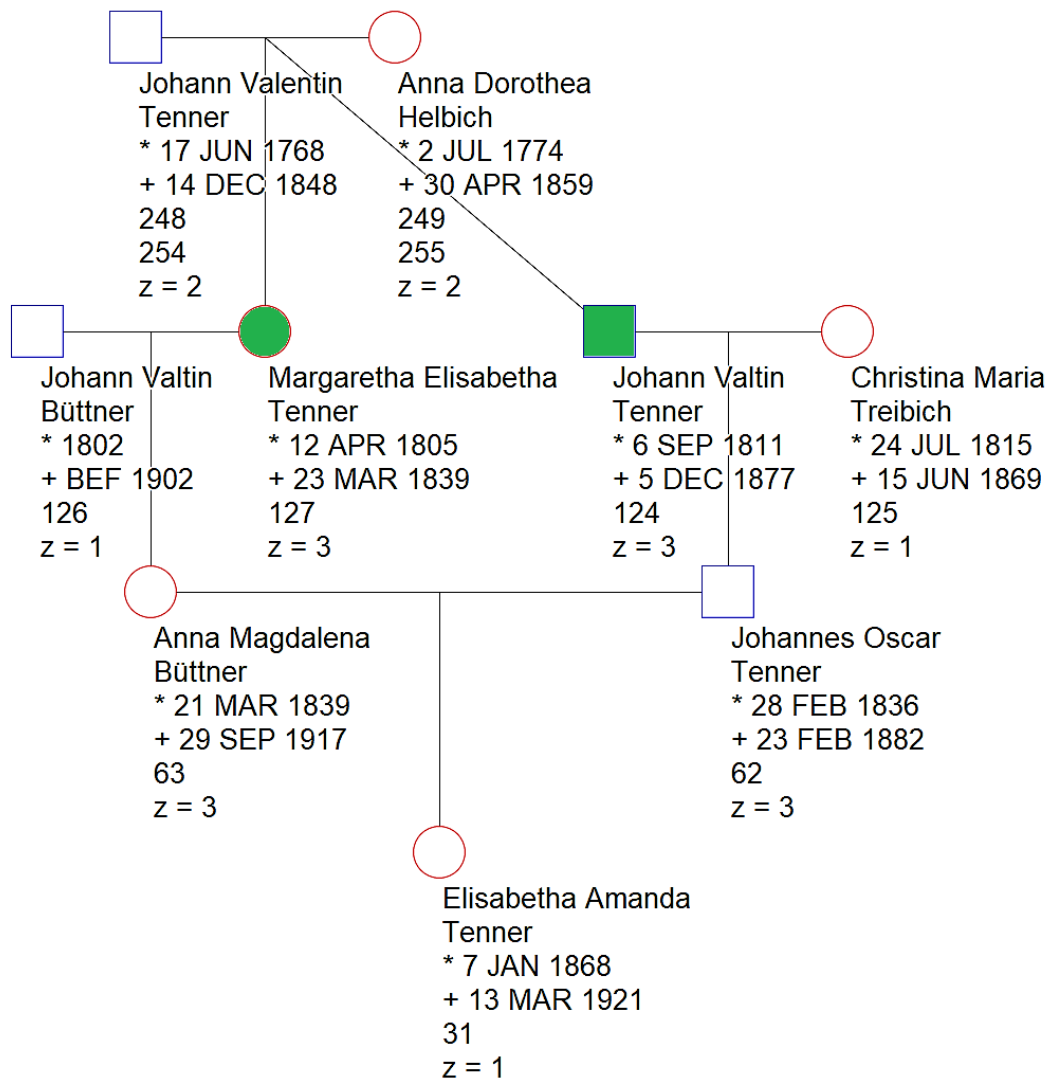 Johann Valentin
Tenner
* 17 JUN 1768
+ 14 DEC 1848
248
254
z = 2
Anna Dorothea
Helbich
* 2 JUL 1774
+ 30 APR 1859
249
255
z = 2
Johann Valtin
Büttner
* 1802
+ BEF 1902
126
z = 1
Margaretha Elisabetha
Tenner
* 12 APR 1805
+ 23 MAR 1839
127
z = 3
Johann Valtin
Tenner
* 6 SEP 1811
+ 5 DEC 1877
124
z = 3
Christina Maria
Treibich
* 24 JUL 1815
+ 15 JUN 1869
125
z = 1
Anna Magdalena
Büttner
* 21 MAR 1839
+ 29 SEP 1917
63
z = 3
Johannes Oscar
Tenner
* 28 FEB 1836
+ 23 FEB 1882
62
z = 3
Elisabetha Amanda
Tenner
* 7 JAN 1868
+ 13 MAR 1921
31
z = 1